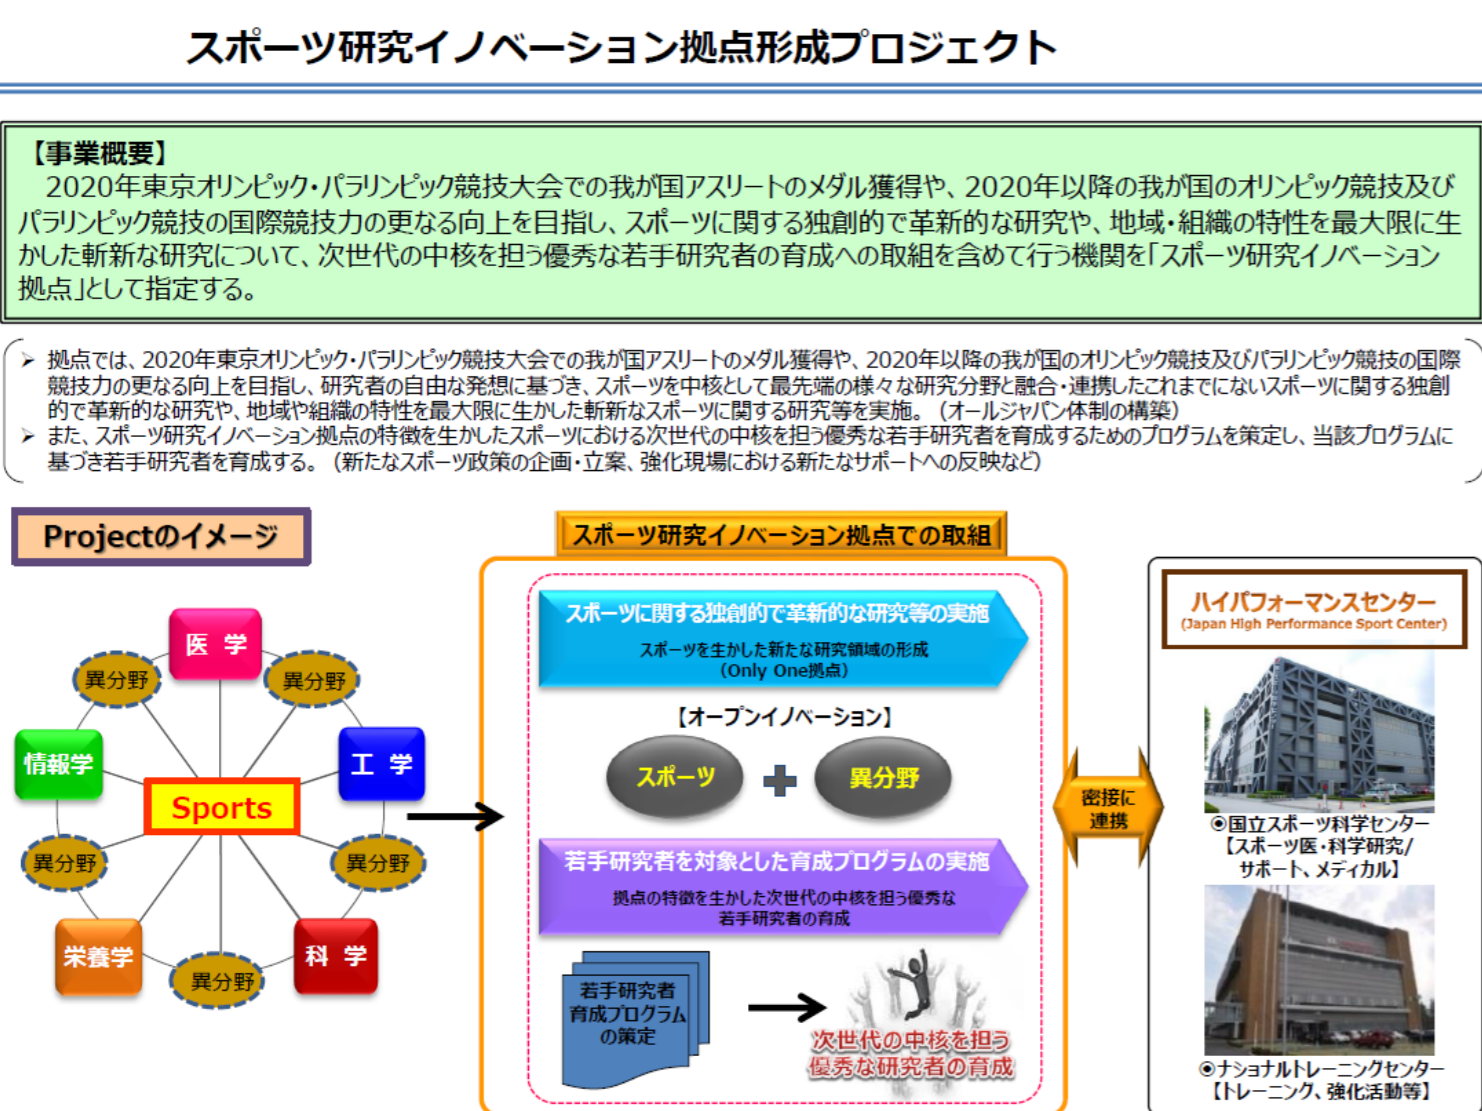 スポーツ研究イノベーション拠点形成プロジェクト
【事業概要】
2020年東京オリンピック・パラリンピック競技大会での我が国アスリートのメダル獲得や、2020年以降の我が国のオリンピック競技及び
パラリンピック競技の国際競技力の更なる向上を目指し、スポーツに関する独創的で革新的な研究や、地域・組織の特性を最大限に生
かした斬新な研究について、次世代の中核を担う優秀な若手研究者の育成への取組を含めて行う機関を「スポーツ研究イノベーション
拠点」として指定する。
➢ 拠点では、2020年東京オリンピック・パラリンピック競技大会での我が国アスリートのメダル獲得や、2020年以降の我が国のオリンピック競技及びパラリンピック競技の国際
競技力の更なる向上を目指し、研究者の自由な発想に基づき、スポーツを中核として最先端の様々な研究分野と融合・連携したこれまでにないスポーツに関する独創
的で革新的な研究や、地域や組織の特性を最大限に生かした斬新なスポーツに関する研究等を実施。（オールジャパン体制の構築）
➢ また、スポーツ研究イノベーション拠点の特徴を生かしたスポーツにおける次世代の中核を担う優秀な若手研究者を育成するためのプログラムを策定し、当該プログラムに
基づき若手研究者を育成する。（新たなスポーツ政策の企画・立案、強化現場における新たなサポートへの反映など）
Projectのイメージ
医 学
異分野
異分野
情報学
工 学
Sports
異分野
異分野
栄養学
科 学
異分野
スポーツ研究イノベーション拠点での取組
スポーツに関する独創的で革新的な研究等の実施
スポーツを生かした新たな研究領域の形成
（Only One拠点）
【オープンイノベーション】
スポーツ
異分野
若手研究者を対象とした育成プログラムの実施
拠点の特徴を生かした次世代の中核を担う優秀な
若手研究者の育成
若手研究者
育成プログラム
の策定
次世代の中核を担う
優秀な研究者の育成
密接に
連携
ハイパフォーマンスセンター
(Japan High Performance Sport Center)
◉国立スポーツ科学センター
【スポーツ医・科学研究/
サポート、メディカル】
◉ナショナルトレーニングセンター
【トレーニング、強化活動等】